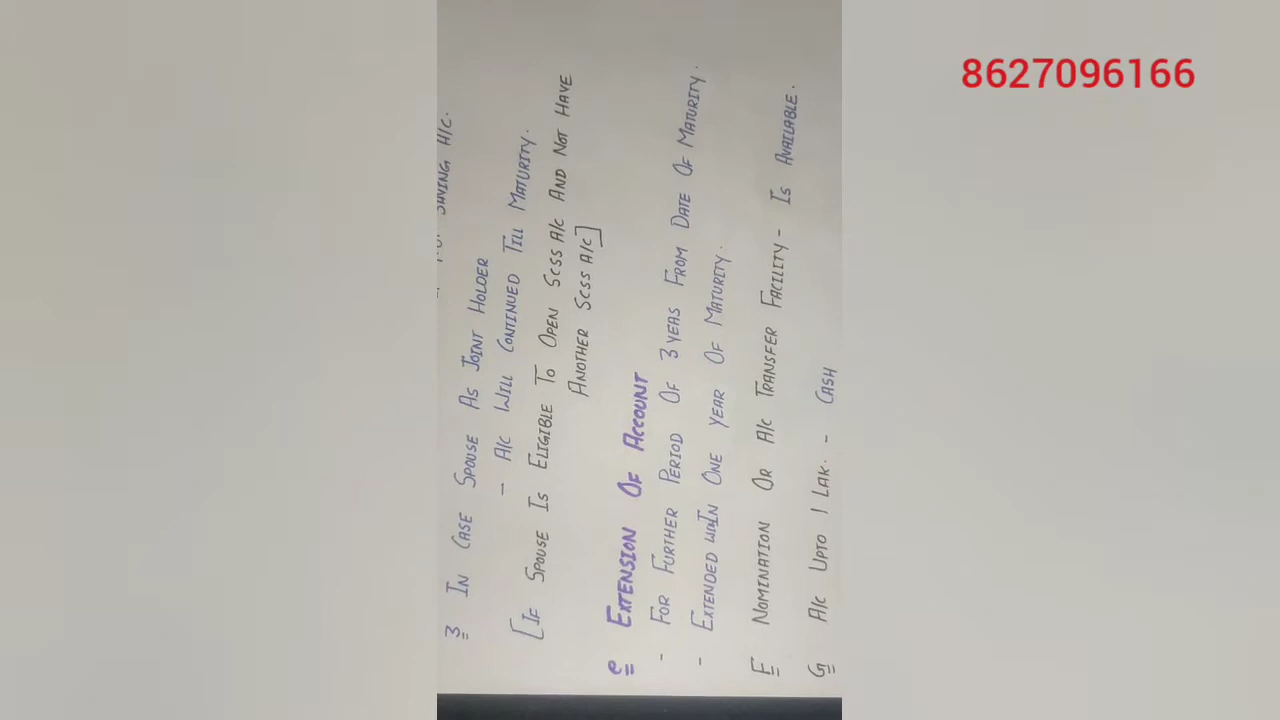 8627096166
SAVING A/C.
3 IN CASE SPOUSE AS JOINT HOLDER
- A/C WILL CONTINUED TILL MATURITY.
[IF SPOUSE IS ELIGIBLE TO OPEN SCSS A/C AND NOT HAVE
ANOTHER SCSS A/C]
e EXTENSION OF ACCOUNT
- FOR FURTHER PERIOD OF 3 YEAS FROM DATE OF MATURITY.
- EXTENDED ONE YEAR OF MATURITY.
F NOMINATION OR A/C TRANSFER FACILITY - IS AVAILABLE.
G A/C UPTO 1 LAK. - CASH